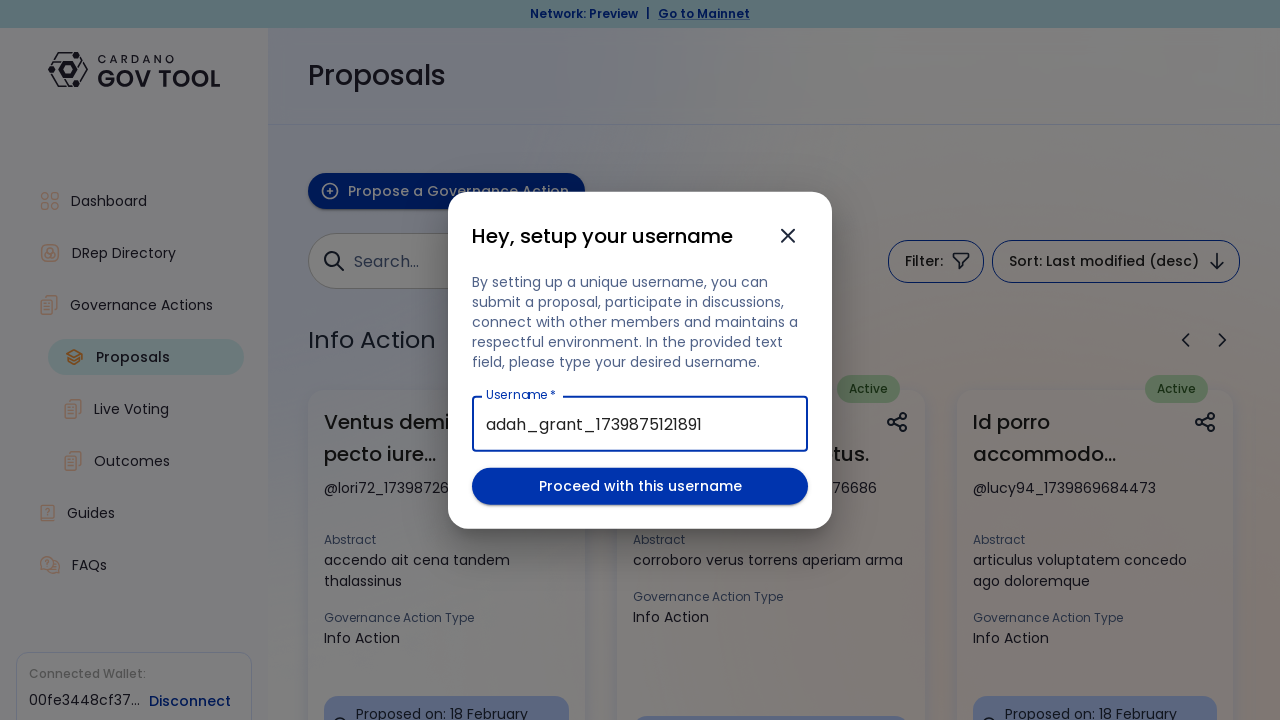 Network: Preview | Go to Mainnet
CARDANO
GOV TOOL
Dashboard
DRep Directory
Governance Actions
Proposals
Live Voting
Outcomes
Guides
FAQs
Connected Wallet:
00fe3448cf37... Disconnect
Proposals
Propose a Governance Action
Search...
Filter:
Sort: Last modified (desc)
Info Action
Hey, setup your username
By setting up a unique username, you can
submit a proposal, participate in discussions,
connect with other members and maintains a
respectful environment. In the provided text
field, please type your desired username.
Username *
adah_grant_1739875121891
Proceed with this username
Ventus demi
pecto iure...
@lori72_17398726
Abstract
accendo ait cena tandem
thalassinus
Governance Action Type
Info Action
Proposed on: 18 February
Active
tus.
76686
Abstract
corroboro verus torrens aperiam arma
Governance Action Type
Info Action
Active
Id porro
accommodo...
@lucy94_1739869684473
Abstract
articulus voluptatem concedo
ago doloremque
Governance Action Type
Info Action
Proposed on: 18 February